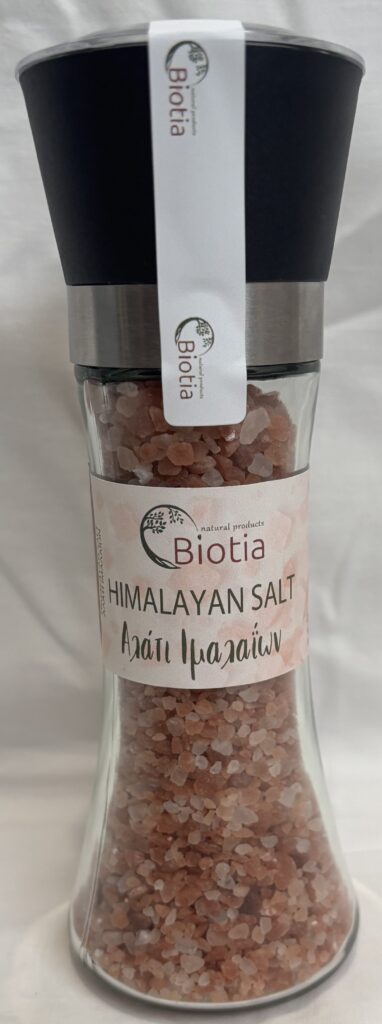 Biotia
natural products
Biotia
natural products
natural products
Biotia
HIMALAYAN SALT
Αλάτι Ιμαλαΐων